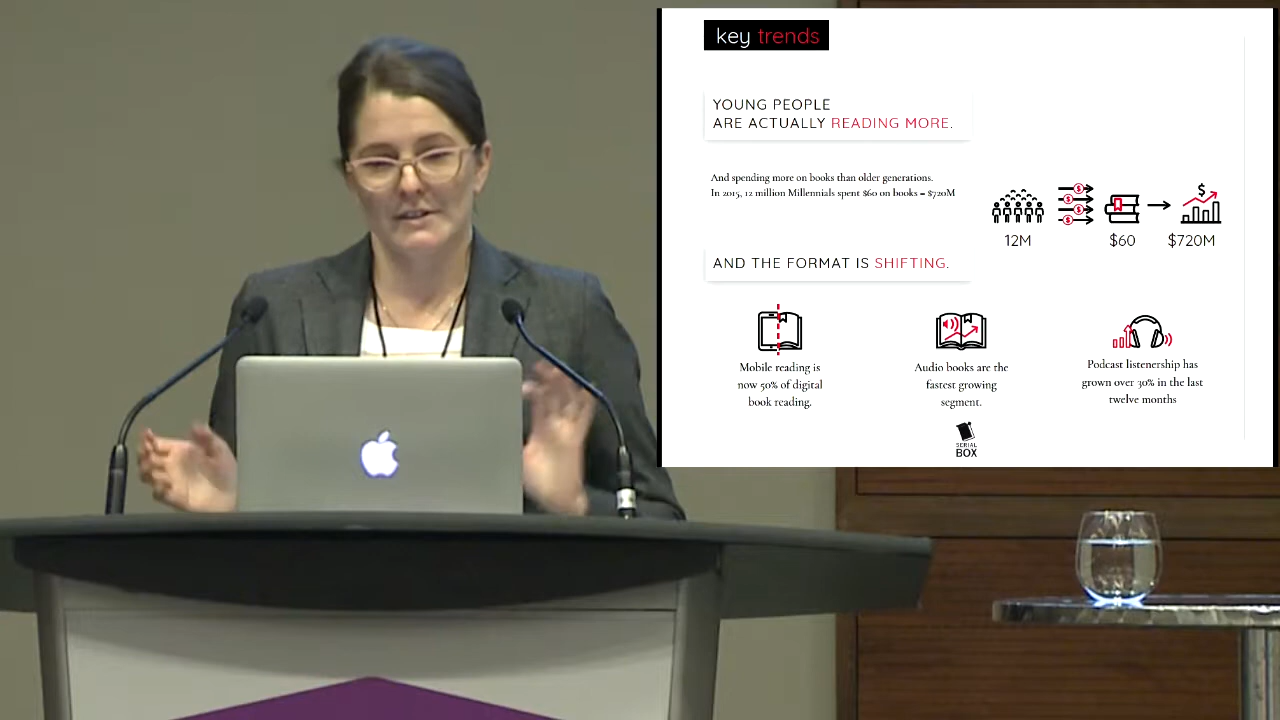 key trends
YOUNG PEOPLE
ARE ACTUALLY READING MORE.
And spending more on books than older generations.
In 2015, 12 million Millennials spent $60 on books = $720M
12M
$60
$720M
AND THE FORMAT IS SHIFTING.
Mobile reading is
now 50% of digital
book reading.
Audio books are the
fastest growing
segment.
Podcast listenership has
grown over 30% in the last
twelve months
SERIAL
BOX